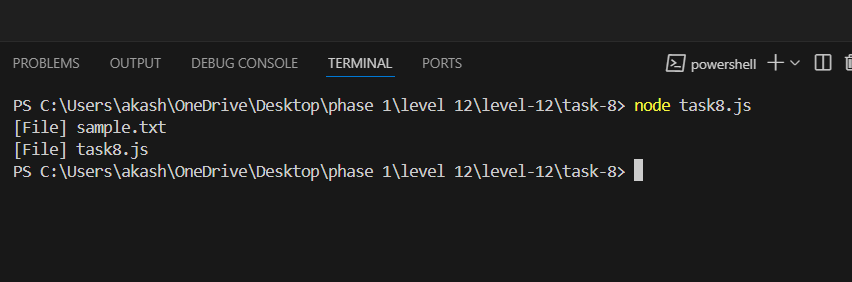 PROBLEMS OUTPUT DEBUG CONSOLE TERMINAL PORTS powershell
PS C:\Users\akash\OneDrive\Desktop\phase 1\level 12\level-12\task-8> node task8.js
[File] sample.txt
[File] task8.js
PS C:\Users\akash\OneDrive\Desktop\phase 1\level 12\level-12\task-8>